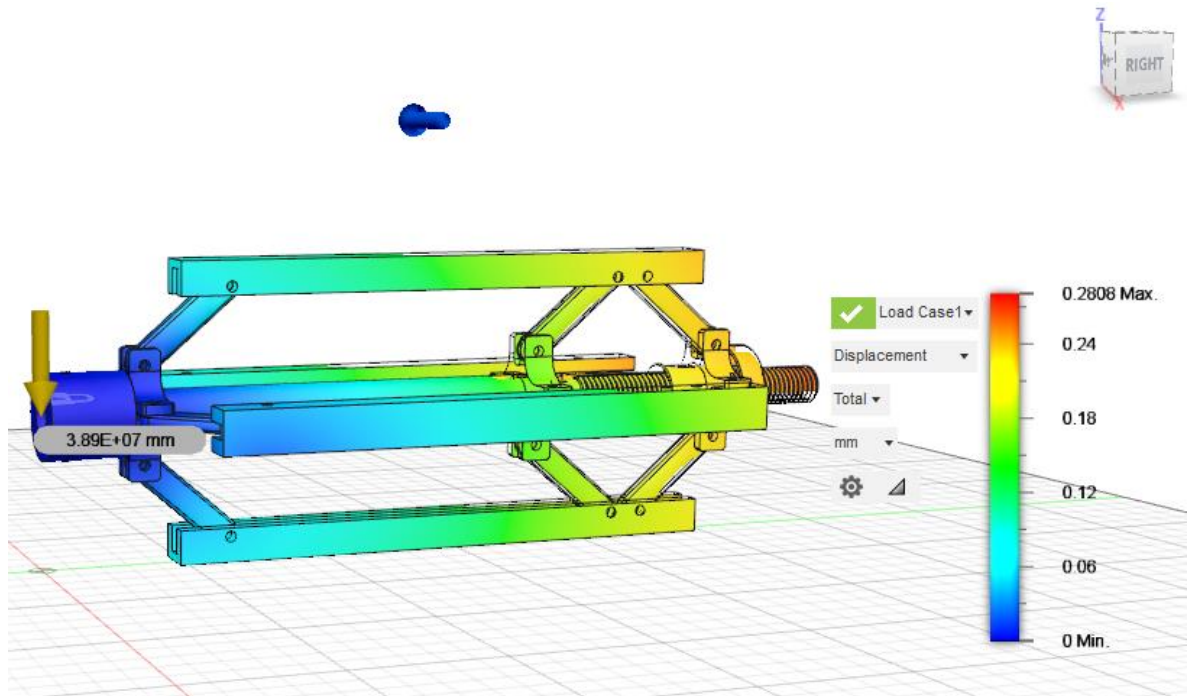 Z
RIGHT
X
3.89E+07 mm
Load Case1
Displacement
Total
mm
0.2808 Max.
0.24
0.18
0.12
0.06
0 Min.